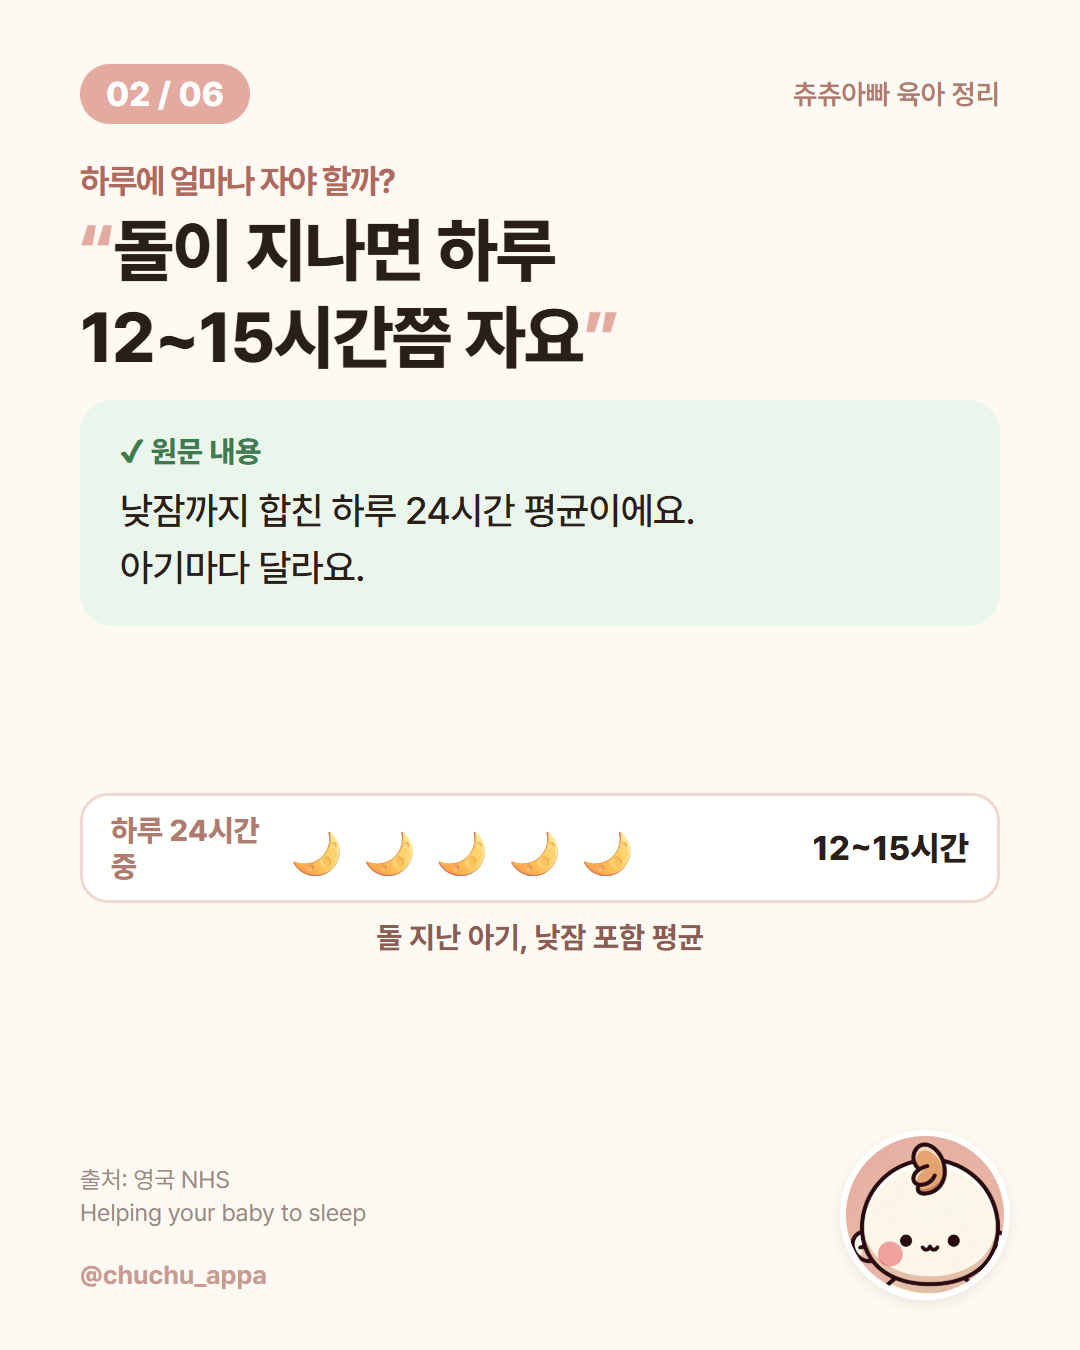 02 / 06
츄츄아빠 육아 정리
하루에 얼마나 자야 할까?
“돌이 지나면 하루
12~15시간쯤 자요”
✓ 원문 내용
낮잠까지 합친 하루 24시간 평균이에요.
아기마다 달라요.
하루 24시간
중
12~15시간
돌 지난 아기, 낮잠 포함 평균
출처: 영국 NHS
Helping your baby to sleep
@chuchu_appa